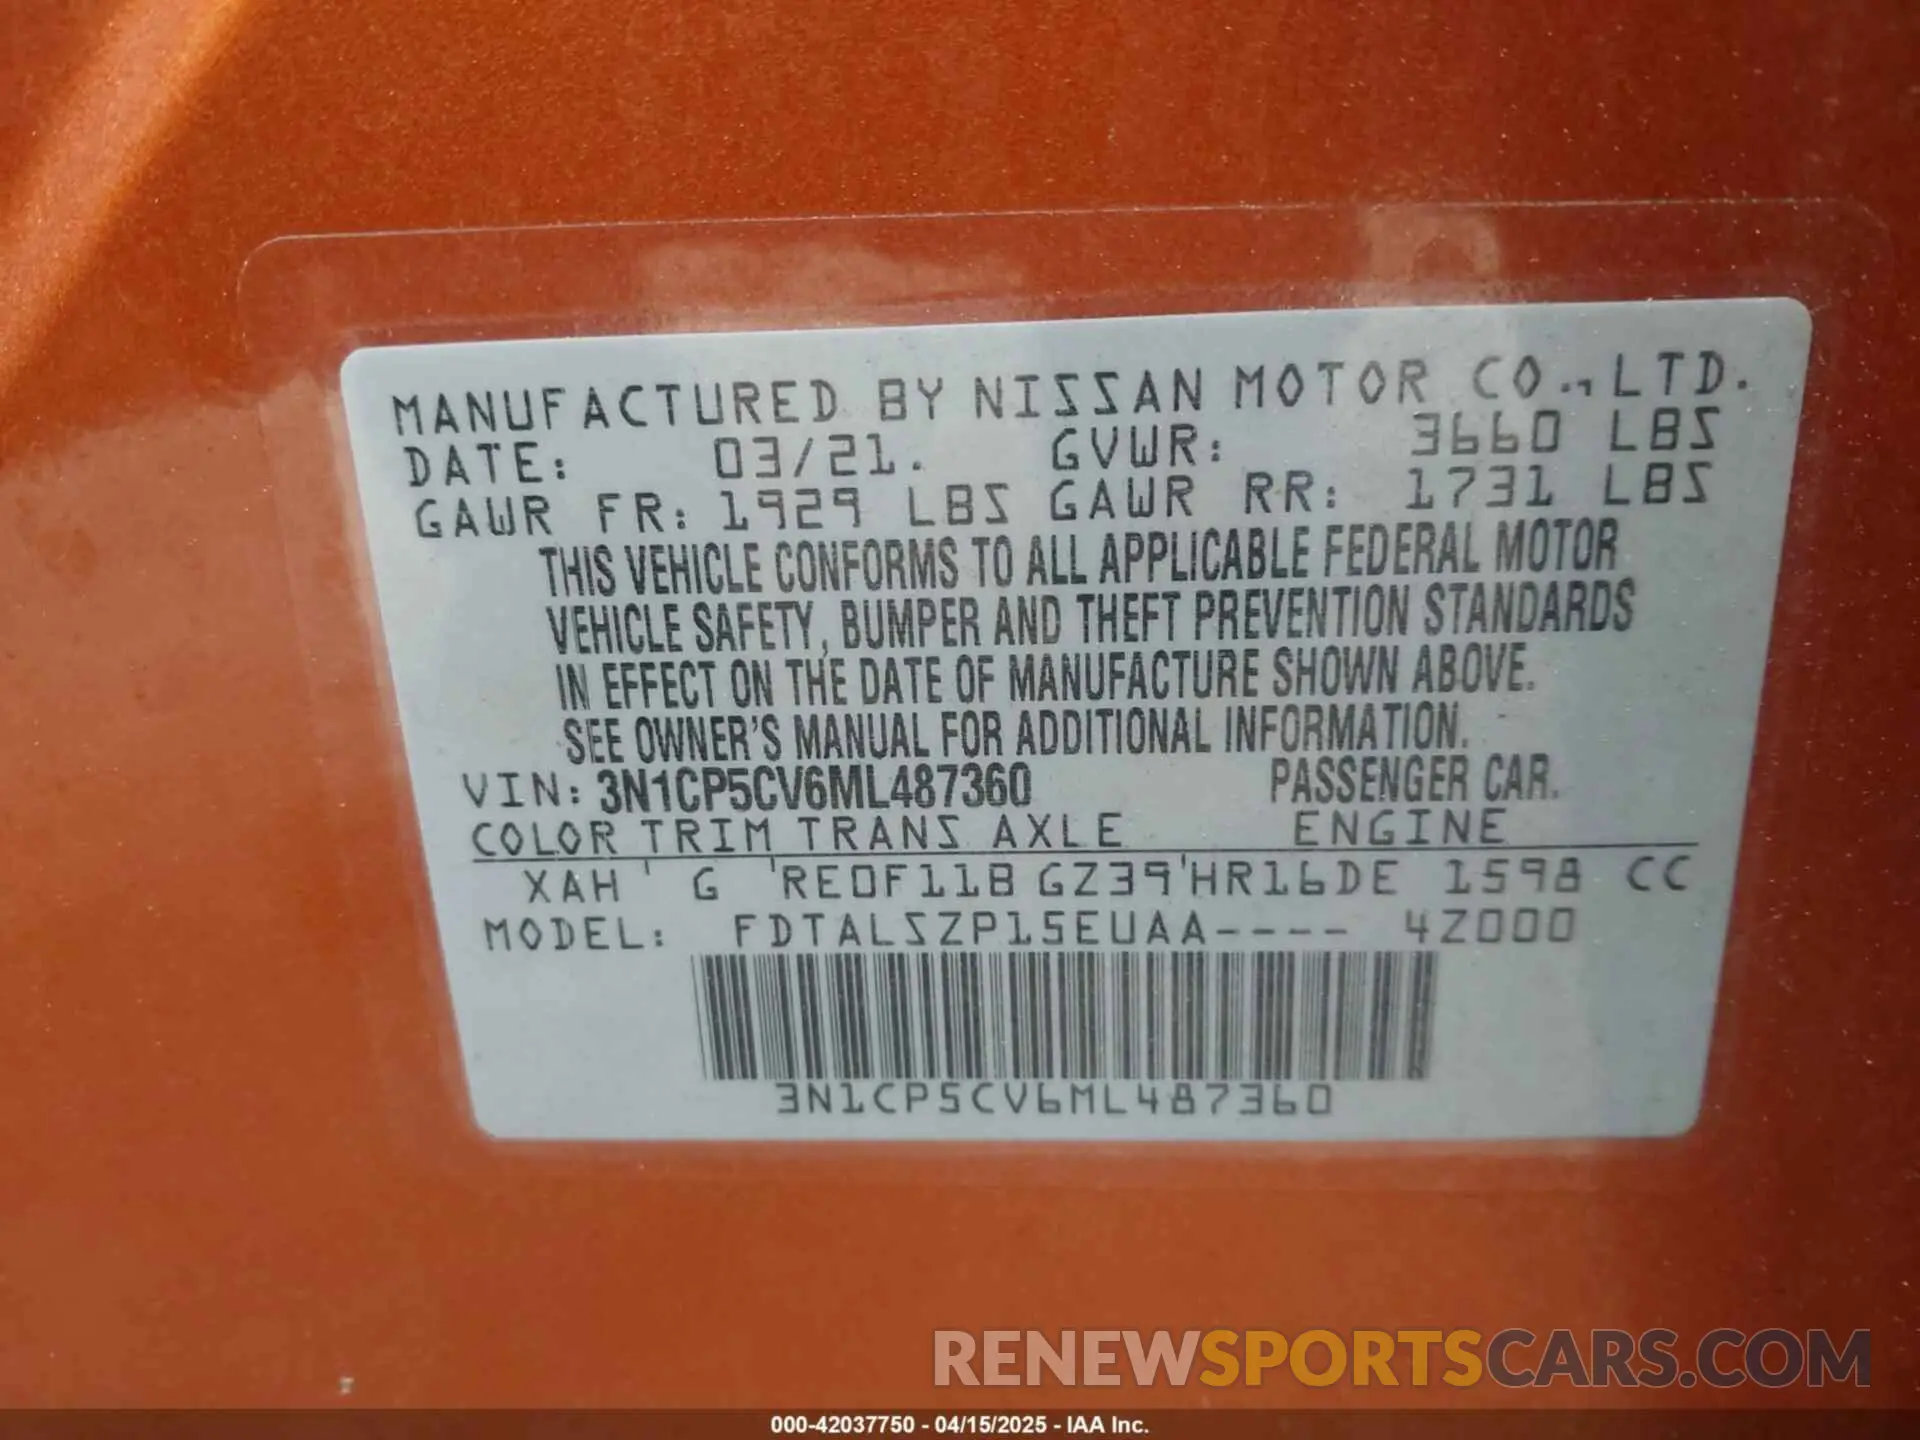 MANUFACTURED BY NISSAN MOTOR CO.,LTD.
DATE: 03/21. GVWR: 3660 LBS
GAWR FR: 1929 LBS GAWR RR: 1731 LBS
THIS VEHICLE CONFORMS TO ALL APPLICABLE FEDERAL MOTOR
VEHICLE SAFETY, BUMPER AND THEFT PREVENTION STANDARDS
IN EFFECT ON THE DATE OF MANUFACTURE SHOWN ABOVE.
SEE OWNER'S MANUAL FOR ADDITIONAL INFORMATION.
VIN: 3N1CP5CV6ML487360 PASSENGER CAR.
COLOR TRIM TRANS AXLE ENGINE
XAH ' G 'RE0F11B GZ39'HR16DE 1598 CC
MODEL: FDTALSZP15EUAA---- 4Z000
3N1CP5CV6ML487360
RENEWSPORTSCARS.COM
000-42037750 - 04/15/2025 - IAA Inc.